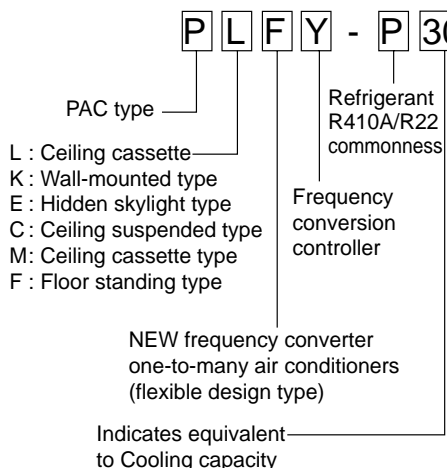 P L F Y - P 30
PAC type
Refrigerant
R410A/R22
commonness
L : Ceiling cassette
K : Wall-mounted type
E : Hidden skylight type
C : Ceiling suspended type
M : Ceiling cassette type
F : Floor standing type
Frequency
conversion
controller
NEW frequency converter
one-to-many air conditioners
(flexible design type)
Indicates equivalent
to Cooling capacity